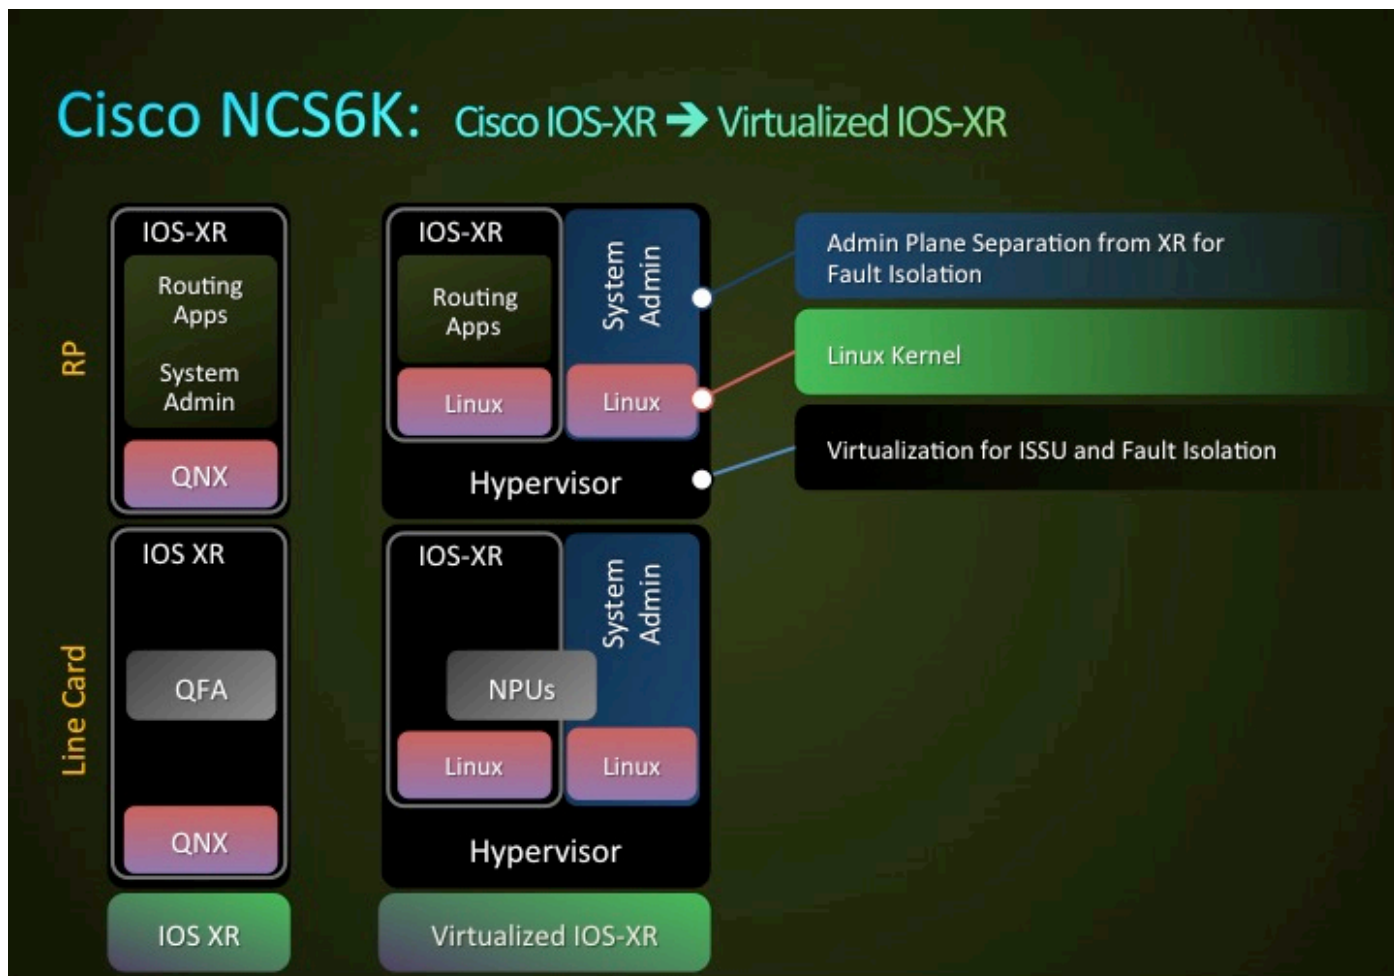 Cisco NCS6K: Cisco IOS-XR ➔ Virtualized IOS-XR
RP
IOS-XR
Routing
Apps
System
Admin
QNX
IOS-XR
Routing
Apps
Linux
System
Admin
Linux
Hypervisor
Admin Plane Separation from XR for
Fault Isolation
Linux Kernel
Virtualization for ISSU and Fault Isolation
Line Card
IOS XR
QFA
QNX
IOS-XR
System
Admin
NPUs
Linux
Linux
Hypervisor
IOS XR
Virtualized IOS-XR